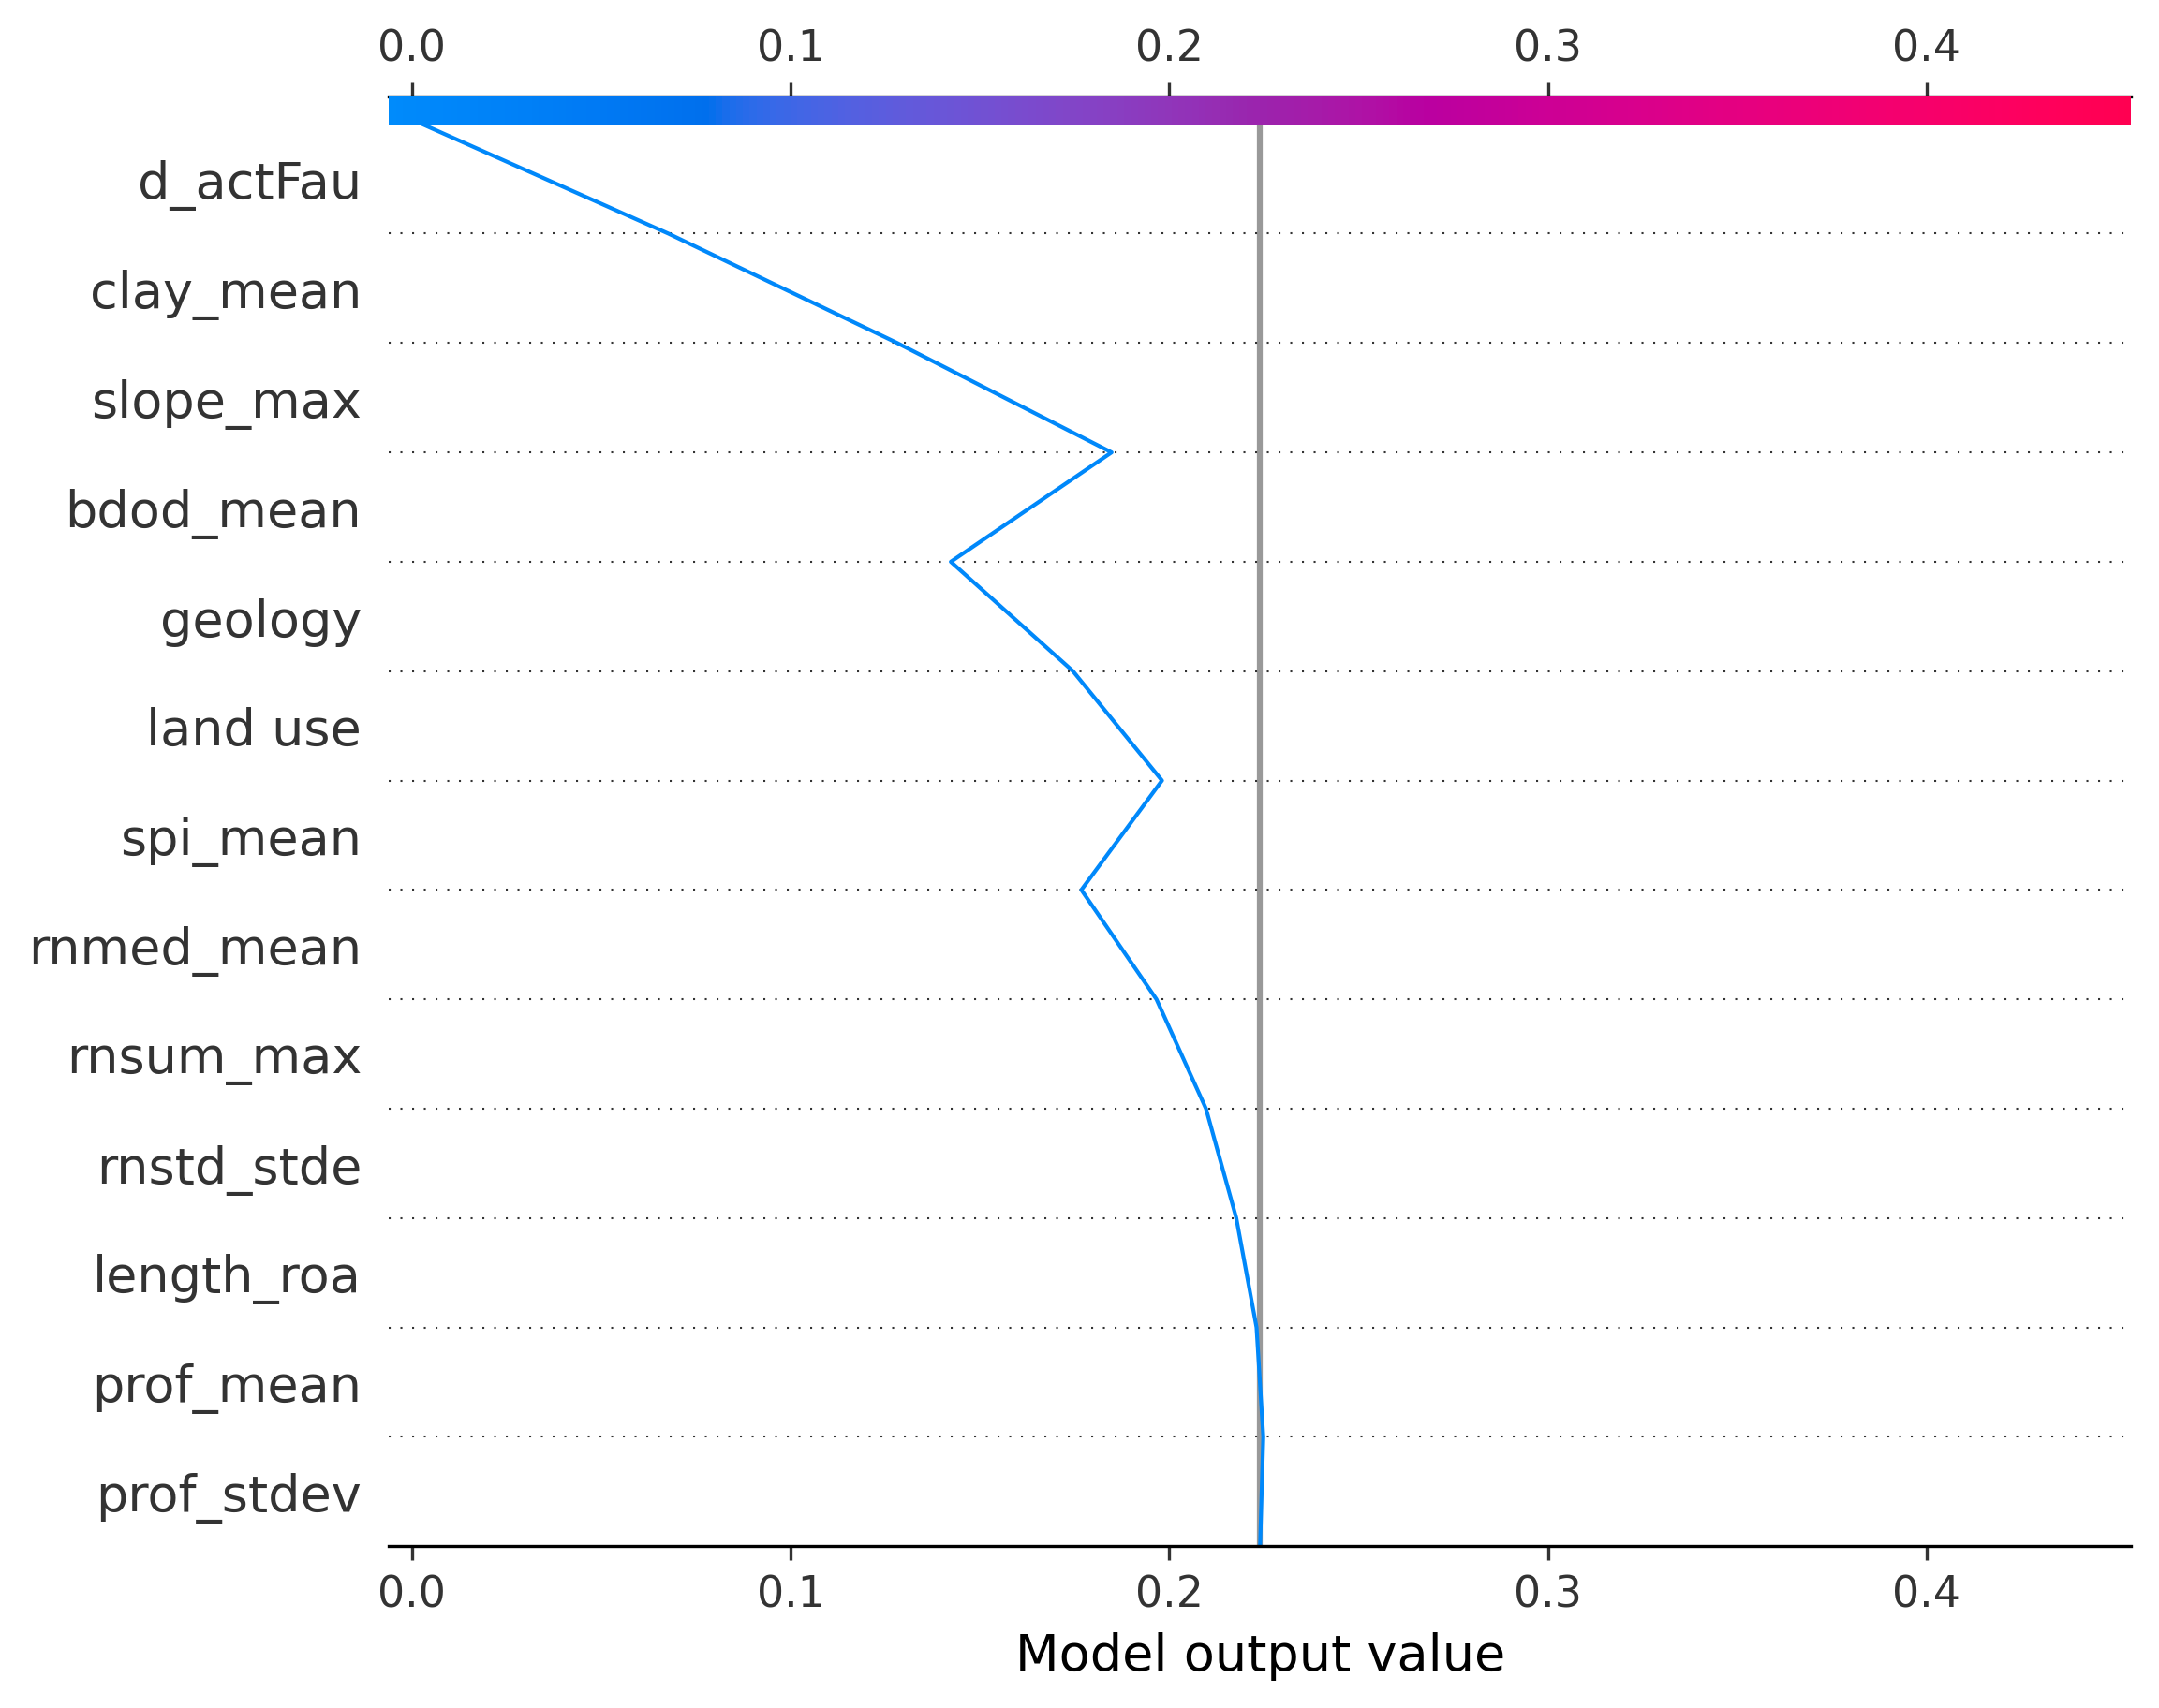 0.0 0.1 0.2 0.3 0.4
d_actFau
clay_mean
slope_max
bdod_mean
geology
land use
spi_mean
rnmed_mean
rnsum_max
rnstd_stde
length_roa
prof_mean
prof_stdev
0.0 0.1 0.2 0.3 0.4
Model output value